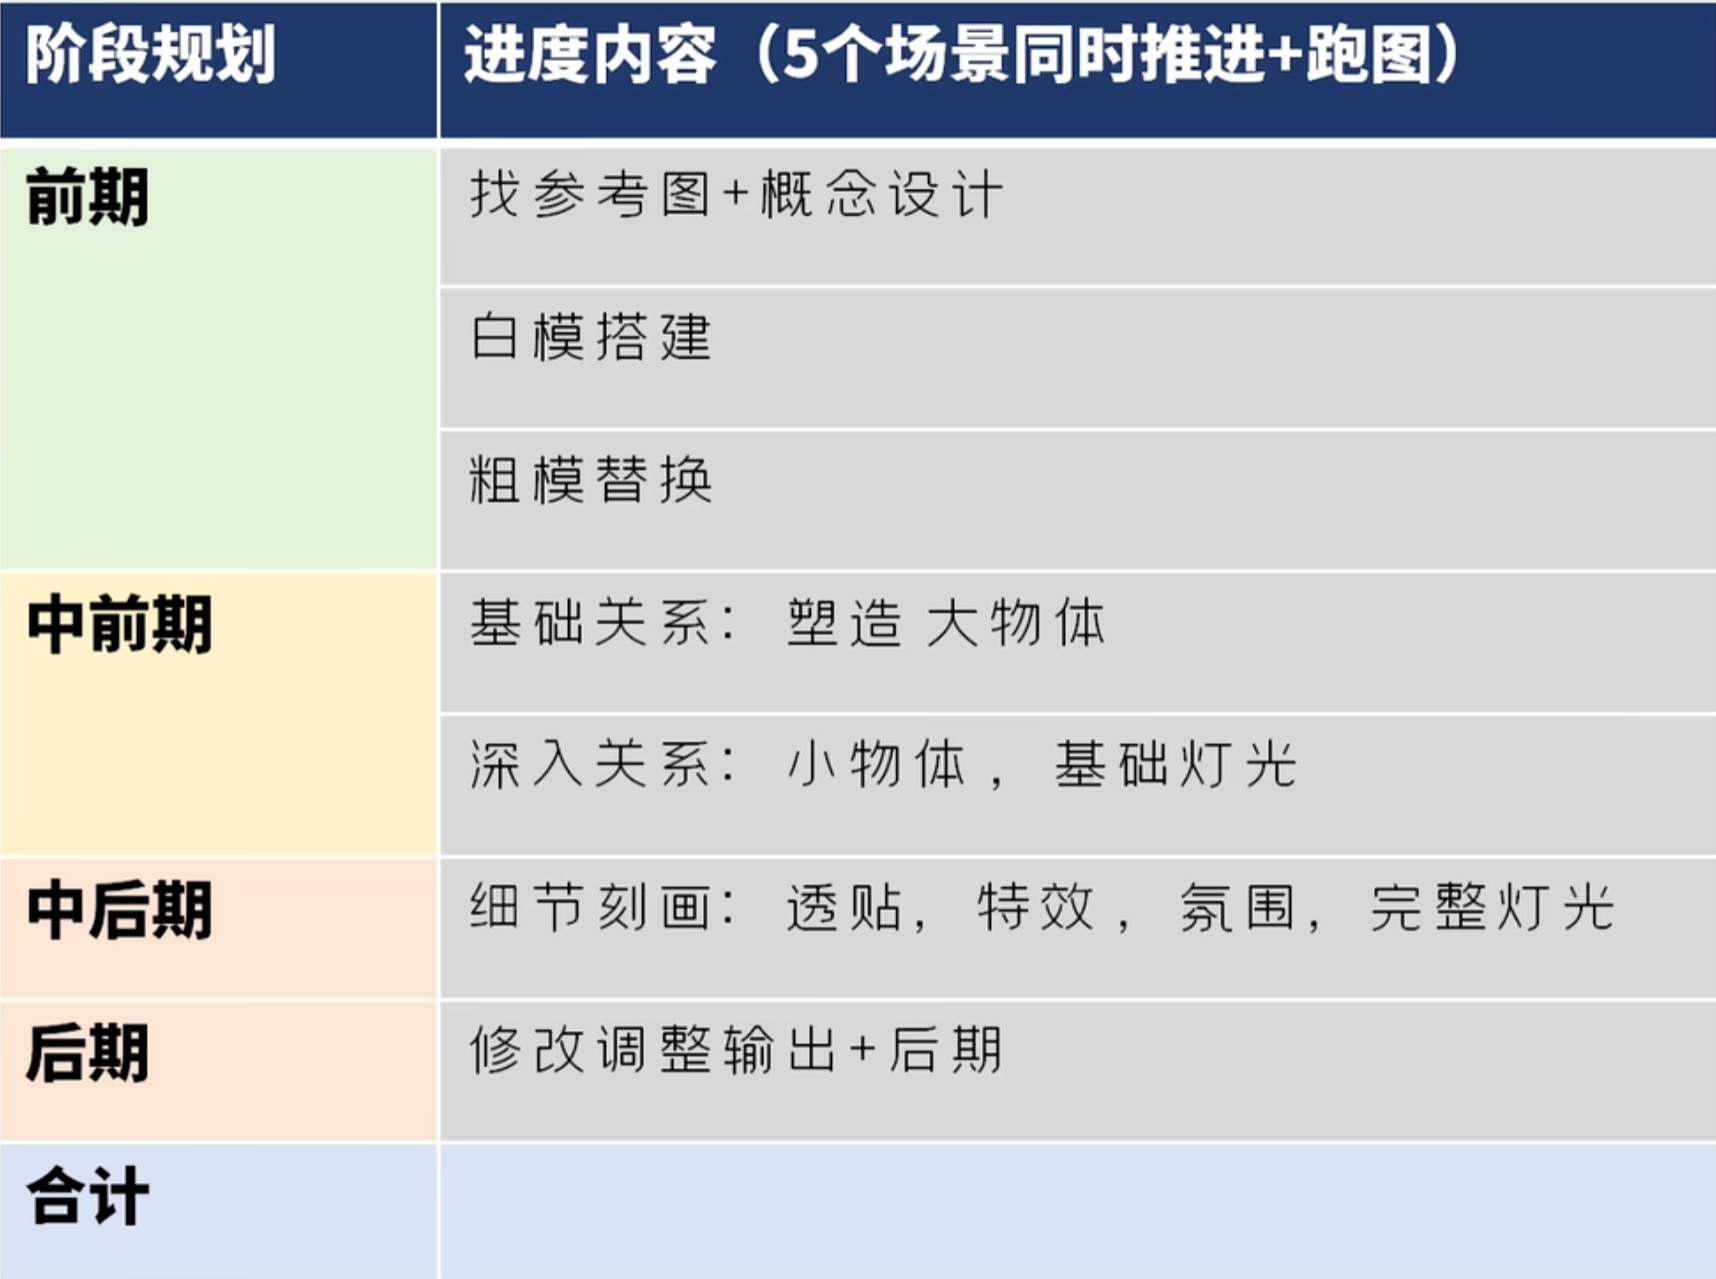 阶段规划
进度内容（5个场景同时推进+跑图）
前期
找参考图+概念设计
白模搭建
粗模替换
中前期
基础关系：塑造 大物体
深入关系：小物体，基础灯光
中后期
细节刻画：透贴，特效，氛围，完整灯光
后期
修改调整输出+后期
合计